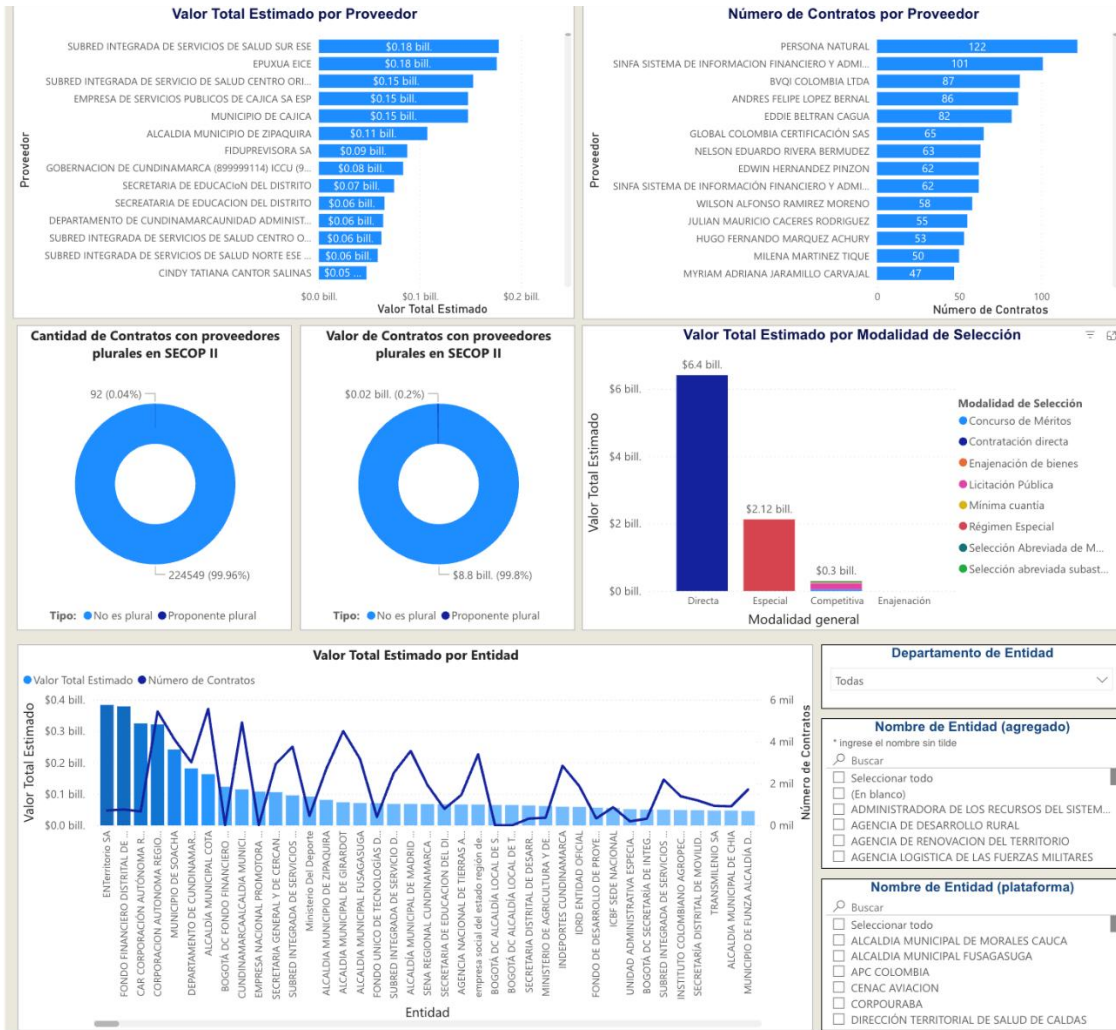 Valor Total Estimado por Proveedor
Proveedor
SUBRED INTEGRADA DE SERVICIOS DE SALUD SUR ESE $0.18 bill.
EPUXUA EICE $0.18 bill.
SUBRED INTEGRADA DE SERVICIO DE SALUD CENTRO ORI... $0.15 bill.
EMPRESA DE SERVICIOS PUBLICOS DE CAJICA SA ESP $0.15 bill.
MUNICIPIO DE CAJICA $0.15 bill.
ALCALDIA MUNICIPIO DE ZIPAQUIRA $0.11 bill.
FIDUPREVISORA SA $0.09 bill.
GOBERNACION DE CUNDINAMARCA (899999114) ICCU (9... $0.08 bill.
SECRETARIA DE EDUCACIoN DEL DISTRITO $0.07 bill.
SECREATARIA DE EDUCACION DEL DISTRITO $0.06 bill.
DEPARTAMENTO DE CUNDINAMARCAUNIDAD ADMINIST... $0.06 bill.
SUBRED INTEGRADA DE SERVICIOS DE SALUD CENTRO O... $0.06 bill.
SUBRED INTEGRADA DE SERVICIOS DE SALUD NORTE ESE ... $0.06 bill.
CINDY TATIANA CANTOR SALINAS $0.05 ...
$0.0 bill. $0.1 bill. $0.2 bill.
Valor Total Estimado
Número de Contratos por Proveedor
Proveedor
PERSONA NATURAL 122
SINFA SISTEMA DE INFORMACION FINANCIERO Y ADMI... 101
BVQI COLOMBIA LTDA 87
ANDRES FELIPE LOPEZ BERNAL 86
EDDIE BELTRAN CAGUA 82
GLOBAL COLOMBIA CERTIFICACIÓN SAS 65
NELSON EDUARDO RIVERA BERMUDEZ 63
EDWIN HERNANDEZ PINZON 62
SINFA SISTEMA DE INFORMACIÓN FINANCIERO Y ADMI... 62
WILSON ALFONSO RAMIREZ MORENO 58
JULIAN MAURICIO CACERES RODRIGUEZ 55
HUGO FERNANDO MARQUEZ ACHURY 53
MILENA MARTINEZ TIQUE 50
MYRIAM ADRIANA JARAMILLO CARVAJAL 47
0 50 100
Número de Contratos
Cantidad de Contratos con proveedores
plurales en SECOP II
92 (0.04%)
224549 (99.96%)
Tipo: No es plural Proponente plural
Valor de Contratos con proveedores
plurales en SECOP II
$0.02 bill. (0.2%)
$8.8 bill. (99.8%)
Tipo: No es plural Proponente plural
Valor Total Estimado por Modalidad de Selección
Valor Total Estimado
$6 bill.
$4 bill.
$2 bill.
$0 bill.
$6.4 bill.
$2.12 bill.
$0.3 bill.
Directa Especial Competitiva Enajenación
Modalidad general
Modalidad de Selección
Concurso de Méritos
Contratación directa
Enajenación de bienes
Licitación Pública
Mínima cuantía
Régimen Especial
Selección Abreviada de M...
Selección abreviada subast...
Valor Total Estimado por Entidad
Valor Total Estimado Número de Contratos
Valor Total Estimado
$0.4 bill.
$0.3 bill.
$0.2 bill.
$0.1 bill.
$0.0 bill.
6 mil
4 mil
2 mil
0 mil
Número de Contratos
ENTerritorio SA
FONDO FINANCIERO DISTRITAL DE ...
CAR CORPORACIÓN AUTÓNOMA R...
CORPORACION AUTONOMA REGIO...
MUNICIPIO DE SOACHA
DEPARTAMENTO DE CUNDINAMAR...
ALCALDÍA MUNICIPAL COTA
BOGOTÁ DC FONDO FINANCIERO ...
CUNDINAMARCAALCALDIA MUNICI...
EMPRESA NACIONAL PROMOTORA
SECRETARIA GENERAL Y DE CERCAN...
SUBRED INTEGRADA DE SERVICIOS ...
Ministerio Del Deporte
ALCALDIA MUNICIPIO DE ZIPAQUIRA
ALCALDIA MUNICIPAL DE GIRARDOT
ALCALDIA MUNICIPAL FUSAGASUGA
FONDO UNICO DE TECNOLOGÍAS D...
SUBRED INTEGRADA DE SERVICIO D...
ALCALDÍA MUNICIPAL DE MADRID ...
SENA REGIONAL CUNDINAMARCA ...
SECRETARIA DE EDUCACION DEL DI...
AGENCIA NACIONAL DE TIERRAS A...
empresa social del estado región de...
BOGOTÁ DC ALCALDÍA LOCAL DE S...
BOGOTÁ DC ALCALDÍA LOCAL DE T...
SECRETARIA DISTRITAL DE DESARR...
MINISTERIO DE AGRICULTURA Y DE...
INDEPORTES CUNDINAMARCA
IDRD ENTIDAD OFICIAL
FONDO DE DESARROLLO DE PROYE...
ICBF SEDE NACIONAL
UNIDAD ADMINISTRATIVA ESPECIA...
BOGOTÁ DC SECRETARÍA DE INTEG...
SUBRED INTEGRADA DE SERVICIOS ...
INSTITUTO COLOMBIANO AGROPEC...
SECRETARÍA DISTRITAL DE MOVILID...
TRANSMILENIO SA
ALCALDIA MUNICIPAL DE CHIA
MUNICIPIO DE FUNZA ALCALDÍA D...
Entidad
Departamento de Entidad
Todas
Nombre de Entidad (agregado)
* ingrese el nombre sin tilde
Buscar
Seleccionar todo
(En blanco)
ADMINISTRADORA DE LOS RECURSOS DEL SISTEM...
AGENCIA DE DESARROLLO RURAL
AGENCIA DE RENOVACION DEL TERRITORIO
AGENCIA LOGISTICA DE LAS FUERZAS MILITARES
Nombre de Entidad (plataforma)
Buscar
Seleccionar todo
ALCALDIA MUNICIPAL DE MORALES CAUCA
ALCALDIA MUNICIPAL FUSAGASUGA
APC COLOMBIA
CENAC AVIACION
CORPOURABA
DIRECCIÓN TERRITORIAL DE SALUD DE CALDAS